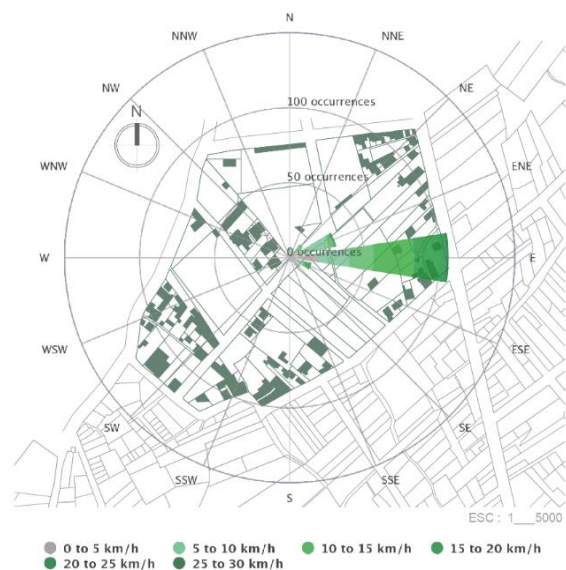 N
NNW
NNE
NW
NE
N
100 occurrences
WNW
ENE
50 occurrences
W
0 occurrences
E
WSW
ESE
SW
SE
SSW
SSE
S
ESC : 1___5000
0 to 5 km/h
5 to 10 km/h
10 to 15 km/h
15 to 20 km/h
20 to 25 km/h
25 to 30 km/h